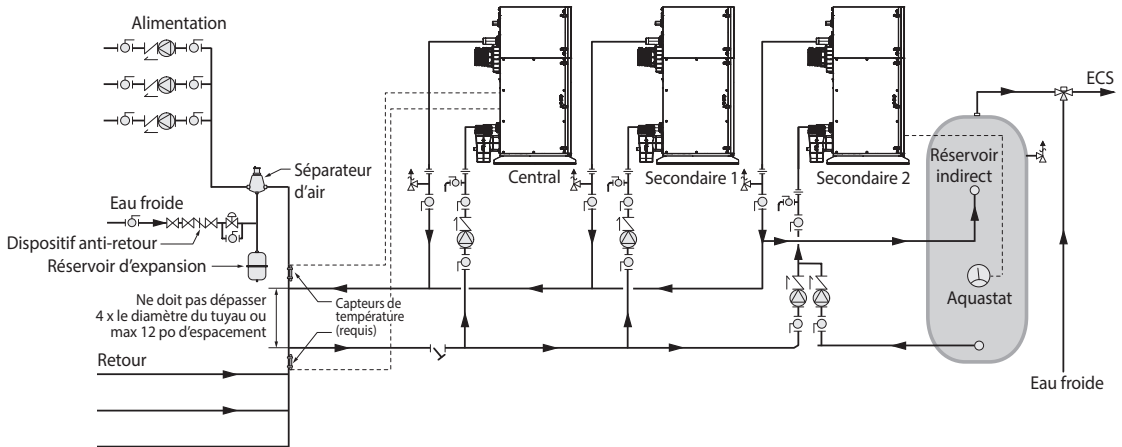 Alimentation
ECS
Séparateur
d'air
Central
Secondaire 1
Secondaire 2
Réservoir
indirect
Eau froide
Dispositif anti-retour
Réservoir d'expansion
Aquastat
Ne doit pas dépasser
4 x le diamètre du tuyau ou
max 12 po d'espacement
Capteurs de
température
(requis)
Retour
Eau froide